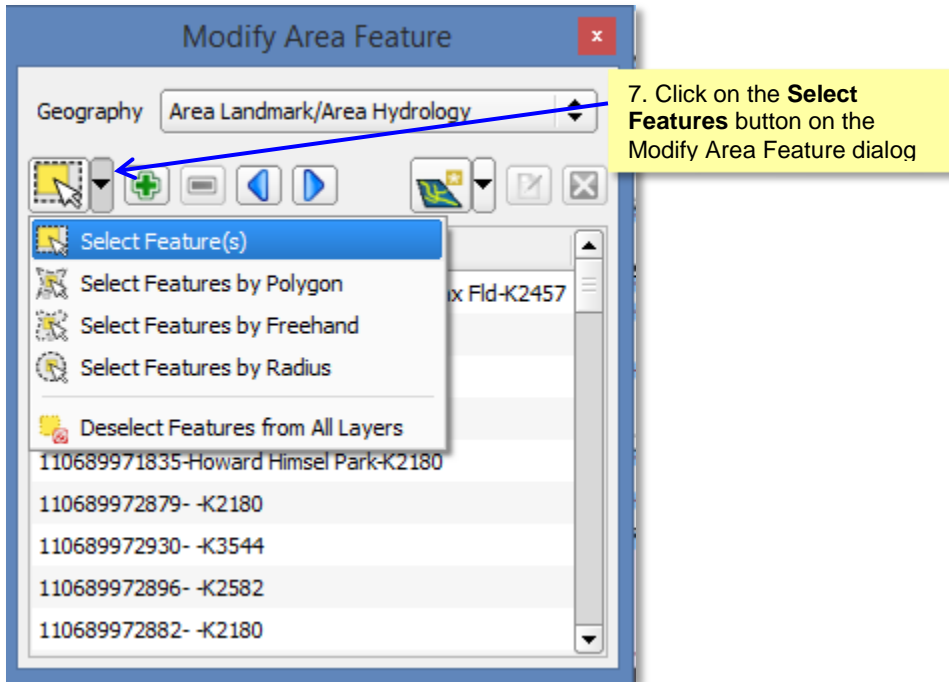 Modify Area Feature
x
Geography Area Landmark/Area Hydrology
7. Click on the Select
Features button on the
Modify Area Feature dialog
Select Feature(s)
Select Features by Polygon
Fld-K2457
Select Features by Freehand
Select Features by Radius
Deselect Features from All Layers
110689971835-Howard Himsel Park-K2180
110689972879- -K2180
110689972930- -K3544
110689972896- -K2582
110689972882- -K2180